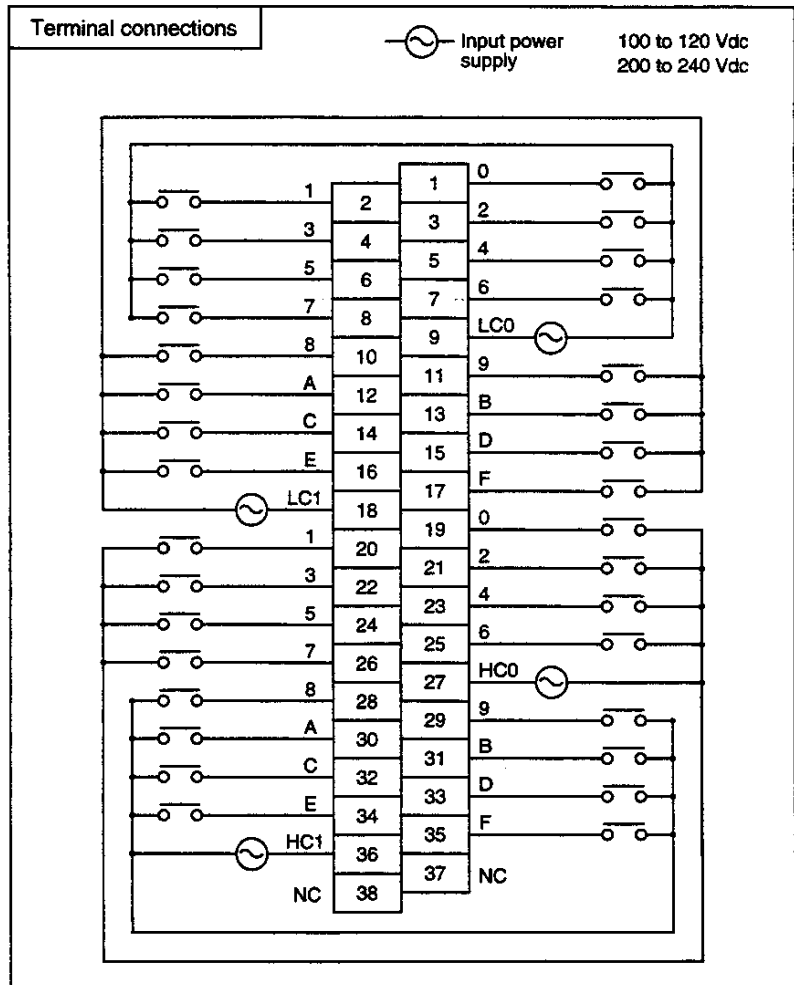 Terminal connections
Input power supply
100 to 120 Vdc
200 to 240 Vdc
1 0
1 2
3 2
3 4
5 4
5 6
7 6
7 8
9 LC0
8 10
11 9
A 12
13 B
C 14
15 D
E 16
17 F
LC1 18
19 0
1 20
21 2
3 22
23 4
5 24
25 6
7 26
27 HC0
8 28
29 9
A 30
31 B
C 32
33 D
E 34
35 F
HC1 36
37 NC
NC 38